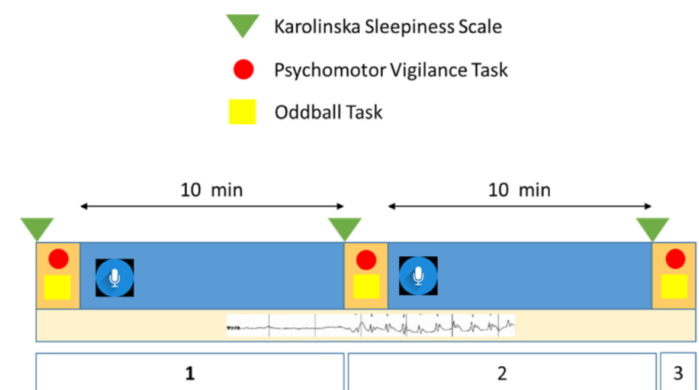 Karolinska Sleepiness Scale
Psychomotor Vigilance Task
Oddball Task
10 min
10 min
1
2
3